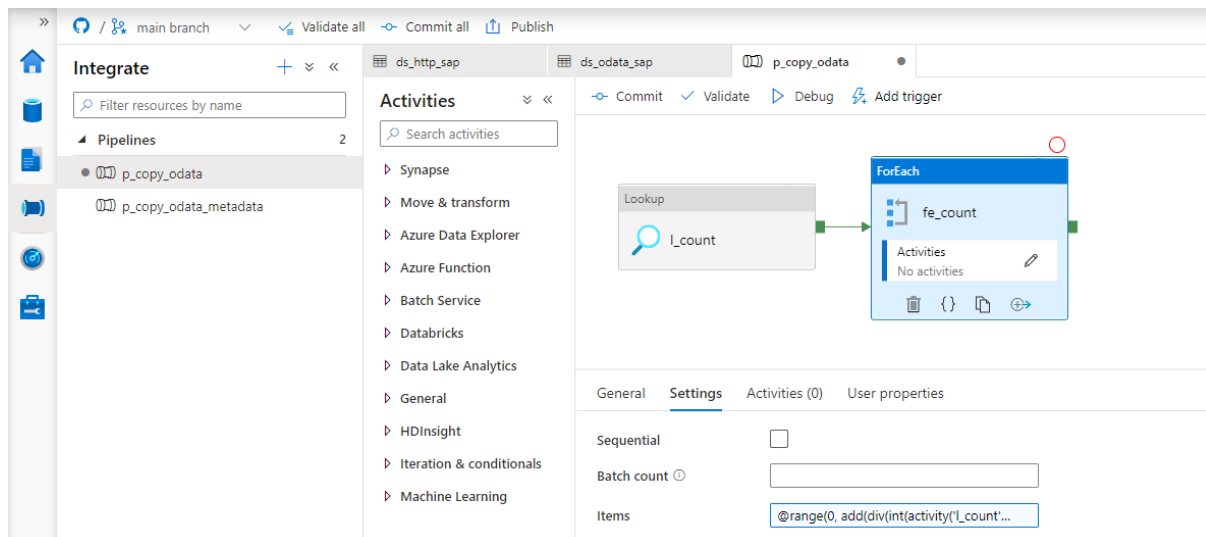 »
/ main branch
Validate all
Commit all
Publish
Integrate
+
«
Filter resources by name
Pipelines 2
p_copy_odata
p_copy_odata_metadata
ds_http_sap
ds_odata_sap
p_copy_odata
Activities
«
Search activities
Synapse
Move & transform
Azure Data Explorer
Azure Function
Batch Service
Databricks
Data Lake Analytics
General
HDInsight
Iteration & conditionals
Machine Learning
Commit
Validate
Debug
Add trigger
Lookup
l_count
ForEach
fe_count
Activities
No activities
{}
General
Settings
Activities (0)
User properties
Sequential
Batch count
Items
@range(0, add(div(int(activity('l_count'...